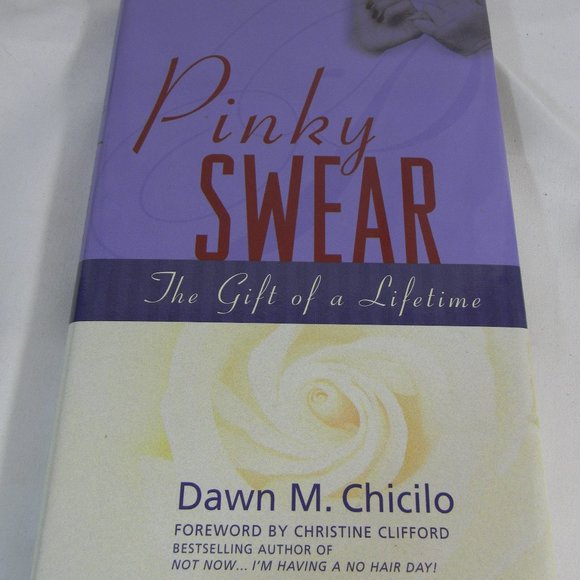 Pinky
SWEAR
The Gift of a Lifetime
Dawn M. Chicilo
FOREWORD BY CHRISTINE CLIFFORD
BESTSELLING AUTHOR OF
NOT NOW... I'M HAVING A NO HAIR DAY!